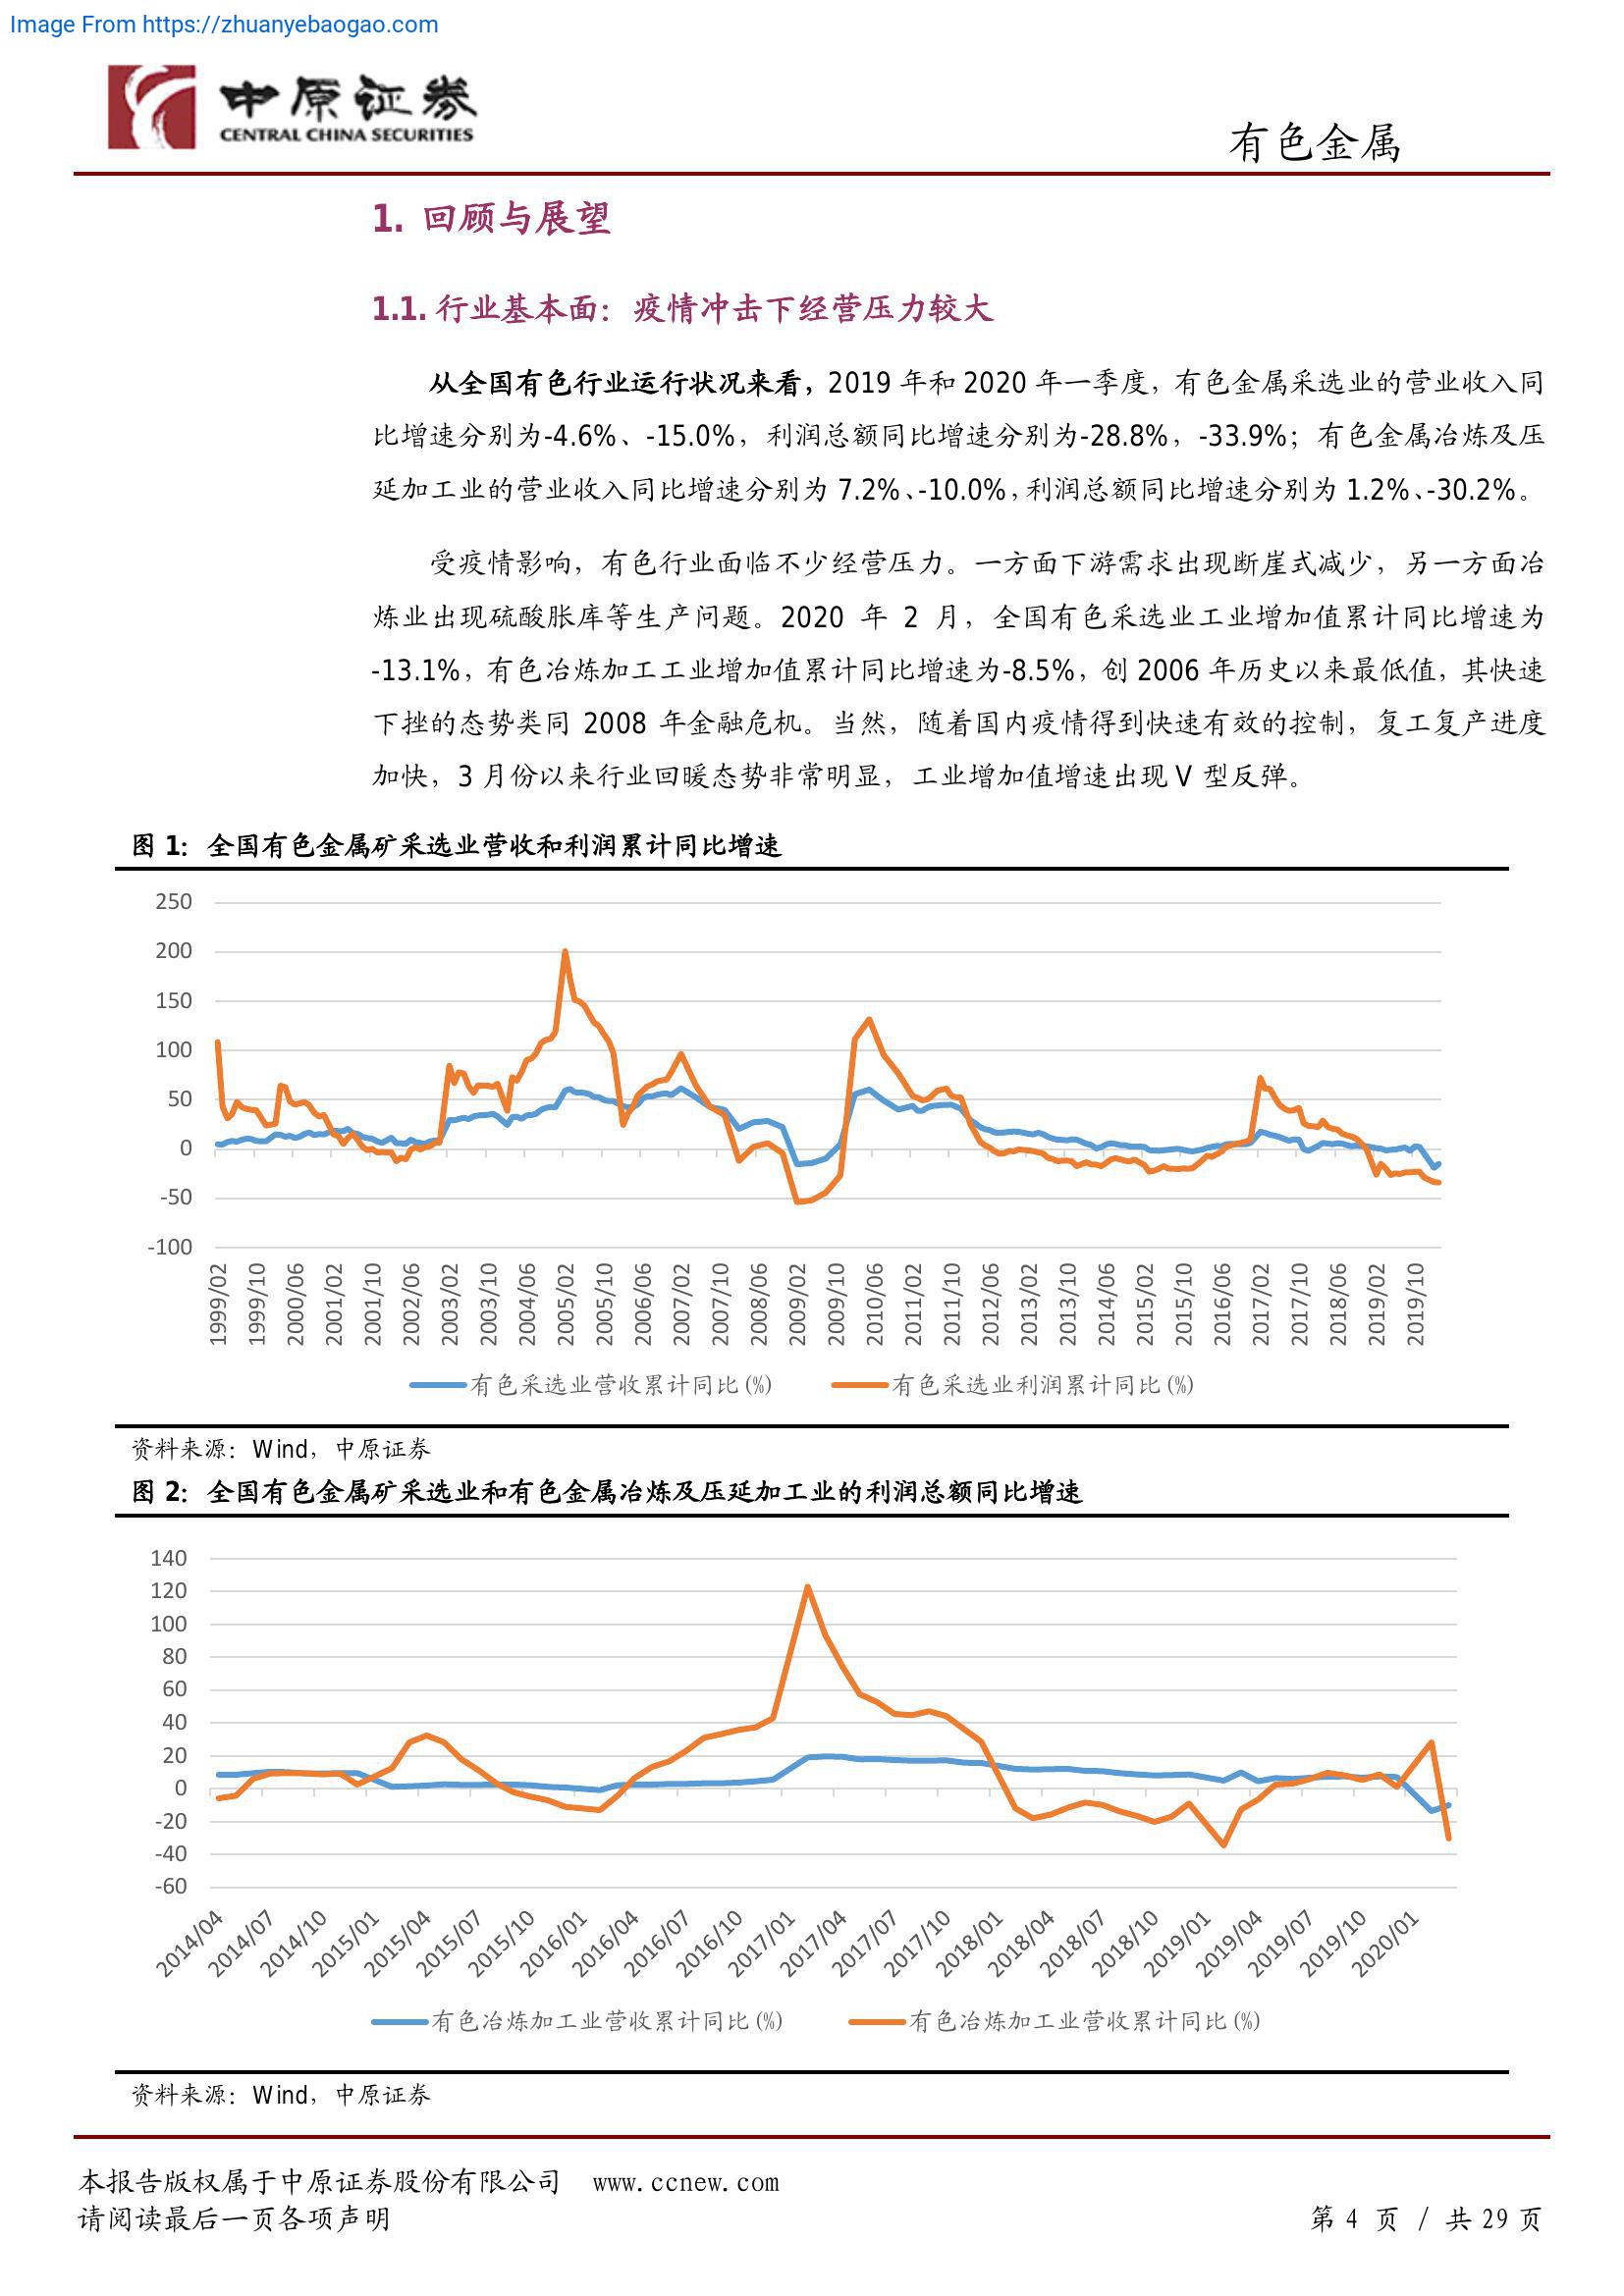 Image From https://zhuanyebaogao.com
中原证券
CENTRAL CHINA SECURITIES
有色金属
1. 回顾与展望
1.1. 行业基本面：疫情冲击下经营压力较大
从全国有色行业运行状况来看，2019 年和 2020 年一季度，有色金属采选业的营业收入同
比增速分别为-4.6%、-15.0%，利润总额同比增速分别为-28.8%，-33.9%；有色金属冶炼及压
延加工业的营业收入同比增速分别为 7.2%、-10.0%，利润总额同比增速分别为 1.2%、-30.2%。
受疫情影响，有色行业面临不少经营压力。一方面下游需求出现断崖式减少，另一方面冶
炼业出现硫酸胀库等生产问题。2020 年 2 月，全国有色采选业工业增加值累计同比增速为
-13.1%，有色冶炼加工工业增加值累计同比增速为-8.5%，创 2006 年历史以来最低值，其快速
下挫的态势类同 2008 年金融危机。当然，随着国内疫情得到快速有效的控制，复工复产进度
加快，3 月份以来行业回暖态势非常明显，工业增加值增速出现 V 型反弹。
图 1：全国有色金属矿采选业营收和利润累计同比增速
250
200
150
100
50
0
-50
-100
1999/02 1999/10 2000/06 2001/02 2001/10 2002/06 2003/02 2003/10 2004/06 2005/02 2005/10 2006/06 2007/02 2007/10 2008/06 2009/02 2009/10 2010/06 2011/02 2011/10 2012/06 2013/02 2013/10 2014/06 2015/02 2015/10 2016/06 2017/02 2017/10 2018/06 2019/02 2019/10
有色采选业营收累计同比(%) 有色采选业利润累计同比(%)
资料来源：Wind，中原证券
图 2：全国有色金属矿采选业和有色金属冶炼及压延加工业的利润总额同比增速
140
120
100
80
60
40
20
0
-20
-40
-60
2014/04 2014/07 2014/10 2015/01 2015/04 2015/07 2015/10 2016/01 2016/04 2016/07 2016/10 2017/01 2017/04 2017/07 2017/10 2018/01 2018/04 2018/07 2018/10 2019/01 2019/04 2019/07 2019/10 2020/01
有色冶炼加工业营收累计同比(%) 有色冶炼加工业营收累计同比(%)
资料来源：Wind，中原证券
本报告版权属于中原证券股份有限公司 www.ccnew.com
请阅读最后一页各项声明
第 4 页 / 共 29 页